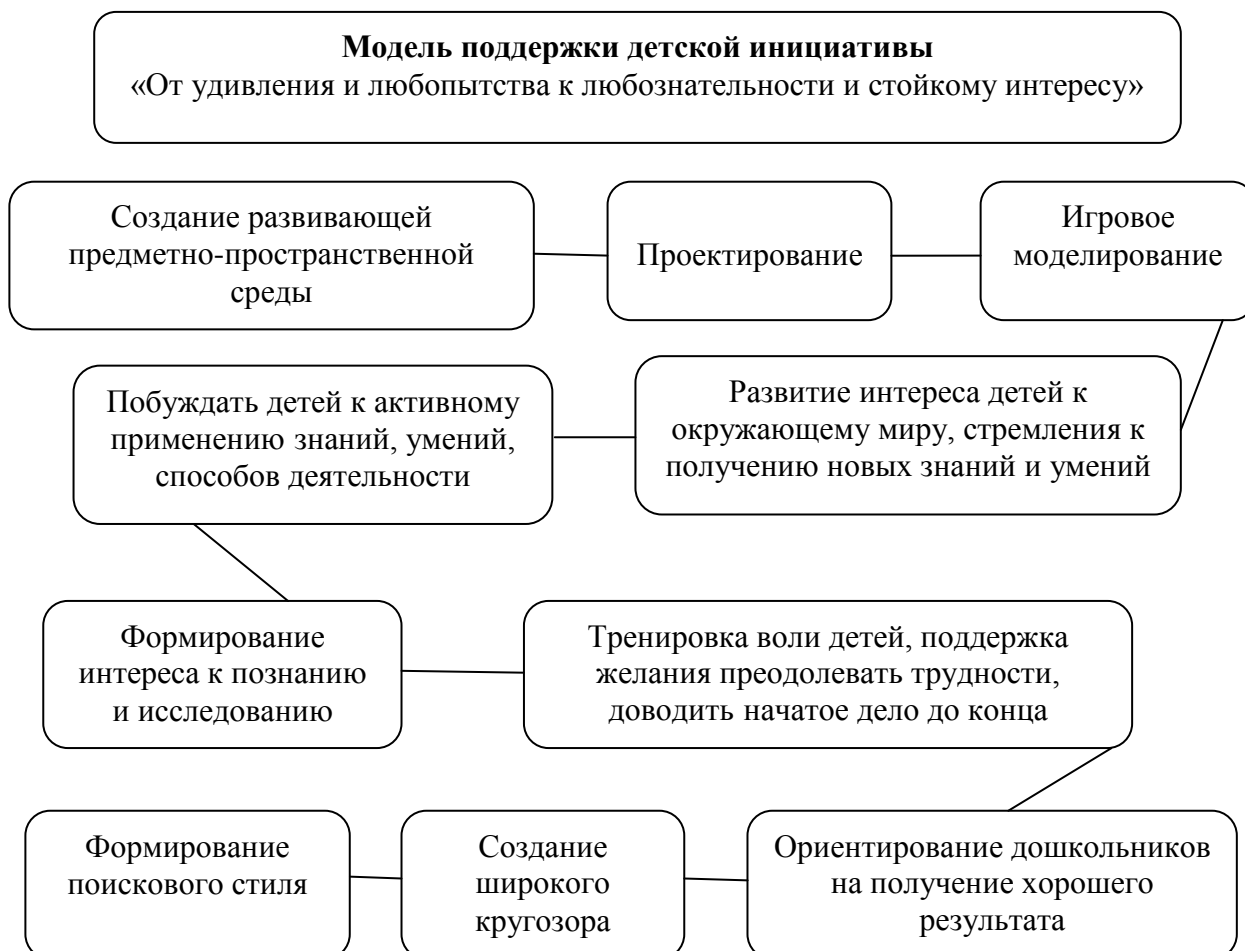 Модель поддержки детской инициативы
«От удивления и любопытства к любознательности и стойкому интересу»
Создание развивающей
предметно-пространственной
среды
Проектирование
Игровое
моделирование
Побуждать детей к активному
применению знаний, умений,
способов деятельности
Развитие интереса детей к
окружающему миру, стремления к
получению новых знаний и умений
Формирование
интереса к познанию
и исследованию
Тренировка воли детей, поддержка
желания преодолевать трудности,
доводить начатое дело до конца
Формирование
поискового стиля
Создание
широкого
кругозора
Ориентирование дошкольников
на получение хорошего
результата